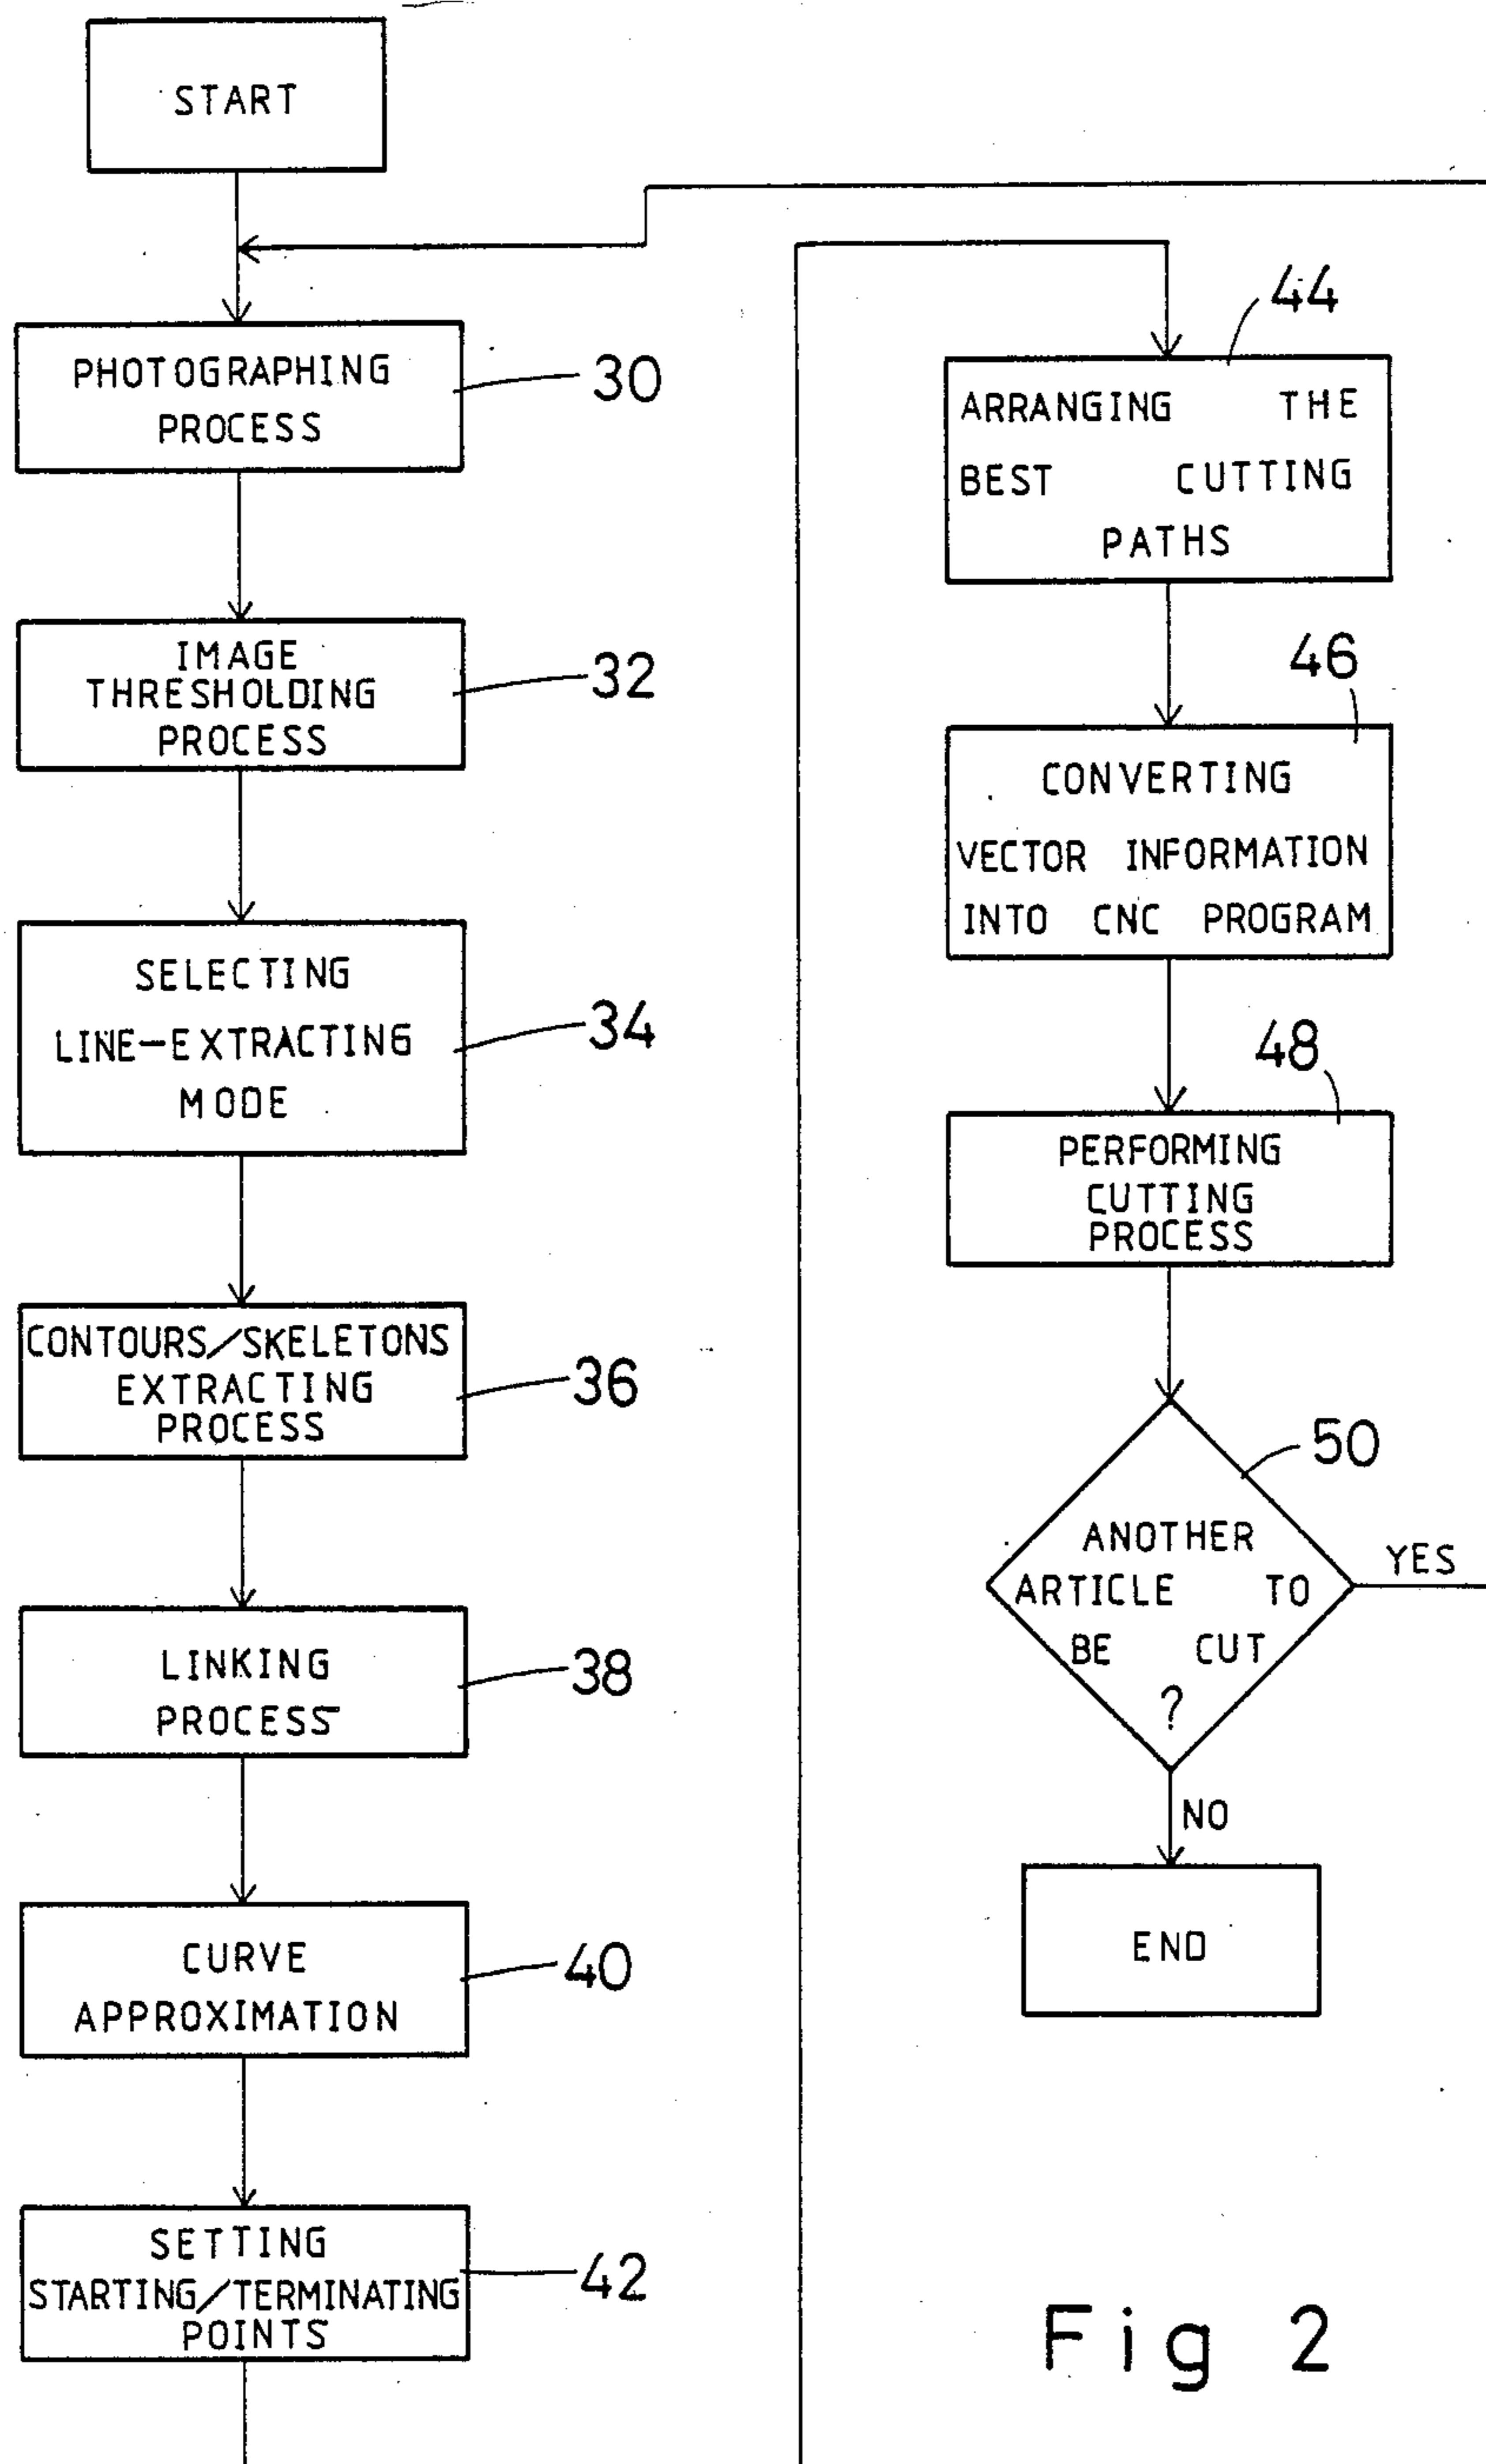 START
PHOTOGRAPHING
PROCESS
30
IMAGE
THRESHOLDING
PROCESS
32
SELECTING
LINE-EXTRACTING
MODE
34
CONTOURS/SKELETONS
EXTRACTING
PROCESS
36
LINKING
PROCESS
38
CURVE
APPROXIMATION
40
SETTING
STARTING/TERMINATING
POINTS
42
44
ARRANGING THE
BEST CUTTING
PATHS
46
CONVERTING
VECTOR INFORMATION
INTO CNC PROGRAM
48
PERFORMING
CUTTING
PROCESS
50
ANOTHER
ARTICLE TO
BE CUT
?
YES
NO
END
Fig 2